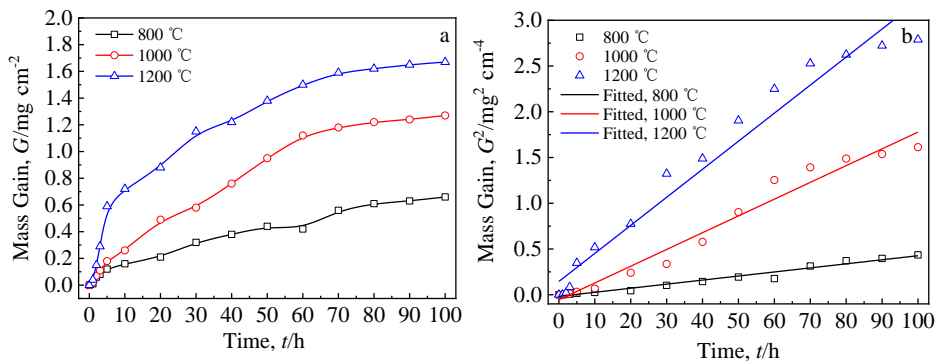 a
800 ℃
1000 ℃
1200 ℃
2.0
1.8
1.6
1.4
1.2
1.0
0.8
0.6
0.4
0.2
0.0
0 10 20 30 40 50 60 70 80 90 100
Time, t/h
Mass Gain, G/mg cm-2
b
800 ℃
1000 ℃
1200 ℃
Fitted, 800 ℃
Fitted, 1000 ℃
Fitted, 1200 ℃
3.0
2.5
2.0
1.5
1.0
0.5
0.0
0 10 20 30 40 50 60 70 80 90 100
Time, t/h
Mass Gain, G2/mg2 cm-4